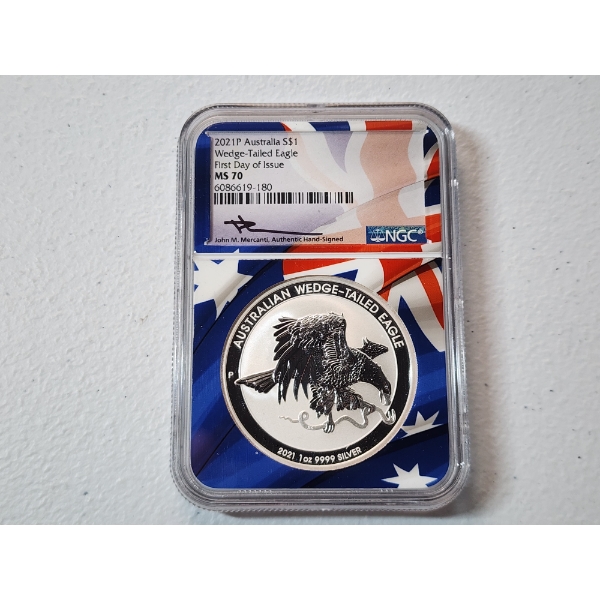 2021P Australia S$1
Wedge-Tailed Eagle
First Day of Issue
MS 70
6086619-180
John M. Mercanti, Authentic Hand-Signed
NGC
AUSTRALIAN WEDGE-TAILED EAGLE
P
2021 1oz 9999 SILVER